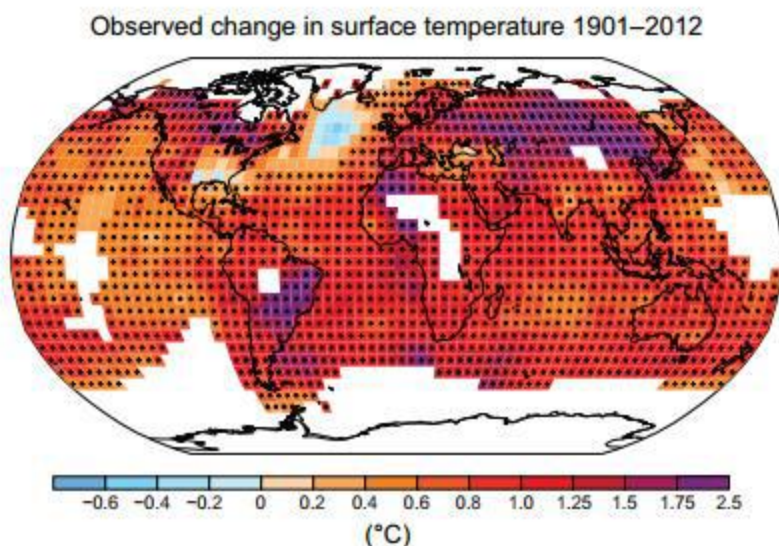 Observed change in surface temperature 1901–2012
−0.6 −0.4 −0.2 0 0.2 0.4 0.6 0.8 1.0 1.25 1.5 1.75 2.5
(°C)